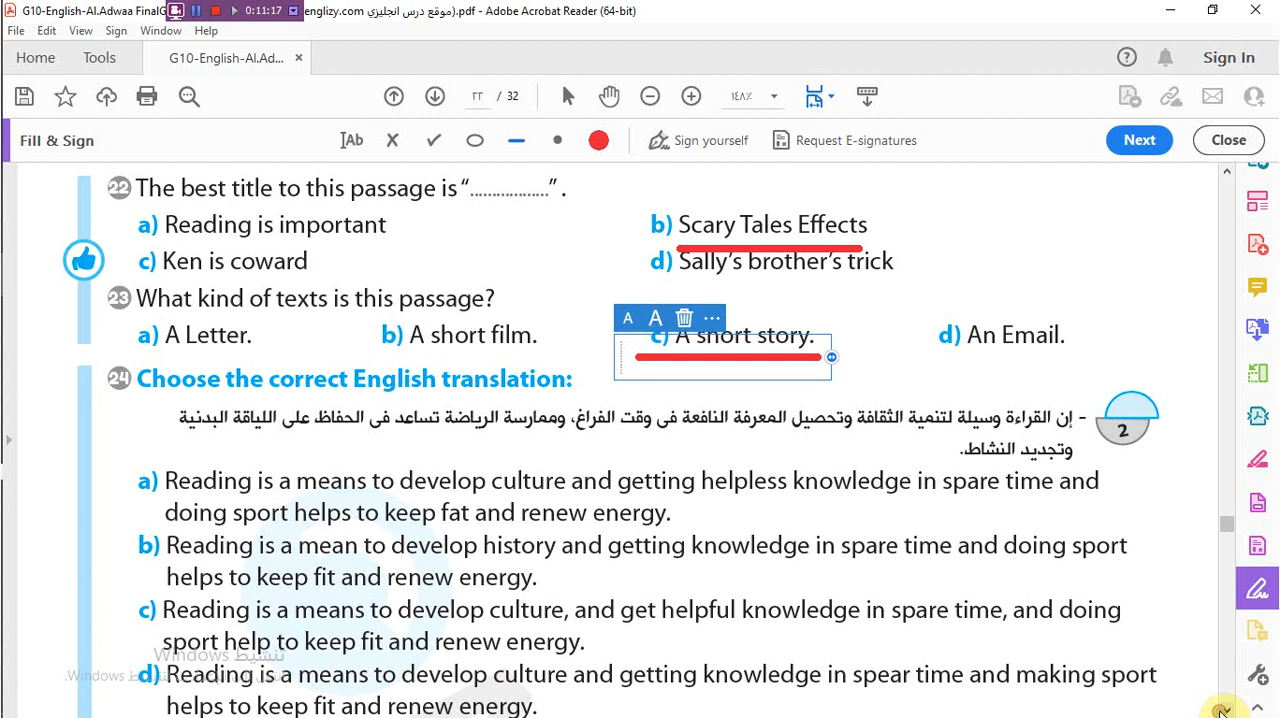 G10-English-Al.Adwaa FinalG 0:11:17 englizy.com موقع درس انجليزي).pdf - Adobe Acrobat Reader (64-bit)
File Edit View Sign Window Help
Home Tools G10-English-Al.Ad... × Sign In
٢٢ / 32 ١٤٨٪
Fill & Sign Ab Sign yourself Request E-signatures Next Close
22 The best title to this passage is “.................” .
a) Reading is important b) Scary Tales Effects
c) Ken is coward d) Sally’s brother’s trick
23 What kind of texts is this passage?
A A ...
a) A Letter. b) A short film. c) A short story. d) An Email.
24 Choose the correct English translation:
- إن القراءة وسيلة لتنمية الثقافة وتحصيل المعرفة النافعة فى وقت الفراغ، وممارسة الرياضة تساعد فى الحفاظ على اللياقة البدنية
2
وتجديد النشاط.
a) Reading is a means to develop culture and getting helpless knowledge in spare time and
doing sport helps to keep fat and renew energy.
b) Reading is a mean to develop history and getting knowledge in spare time and doing sport
helps to keep fit and renew energy.
c) Reading is a means to develop culture, and get helpful knowledge in spare time, and doing
sport help to keep fit and renew energy.
تنشيط Windows
d) Reading is a means to develop culture and getting knowledge in spear time and making sport
helps to keep fit and renew energy.